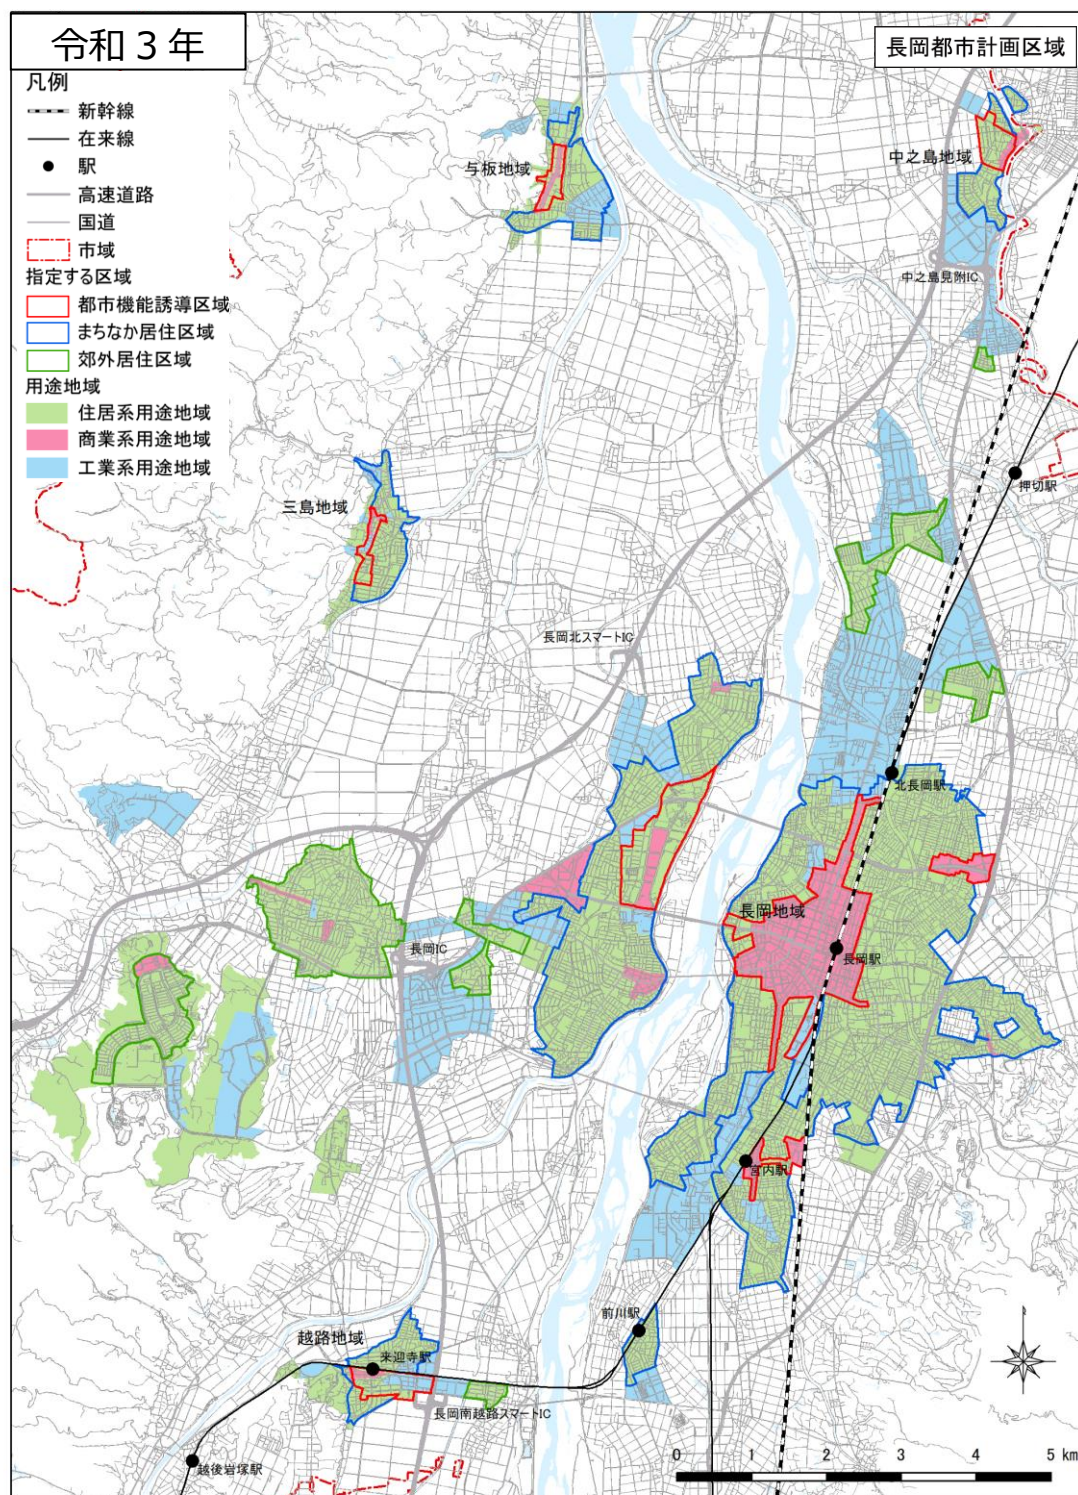 令和３年
長岡都市計画区域
凡例
新幹線
在来線
駅
高速道路
国道
市域
指定する区域
都市機能誘導区域
まちなか居住区域
郊外居住区域
用途地域
住居系用途地域
商業系用途地域
工業系用途地域
与板地域
中之島地域
中之島見附IC
押切駅
三島地域
長岡北スマートIC
北長岡駅
長岡地域
長岡駅
長岡IC
宮内駅
前川駅
越路地域
来迎寺駅
長岡南越路スマートIC
越後岩塚駅
0 1 2 3 4 5 km